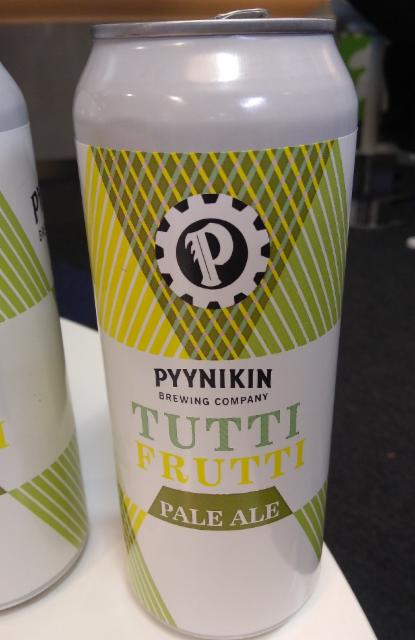 P
PYYNIKIN
BREWING COMPANY
TUTTI
FRUTTI
PALE ALE